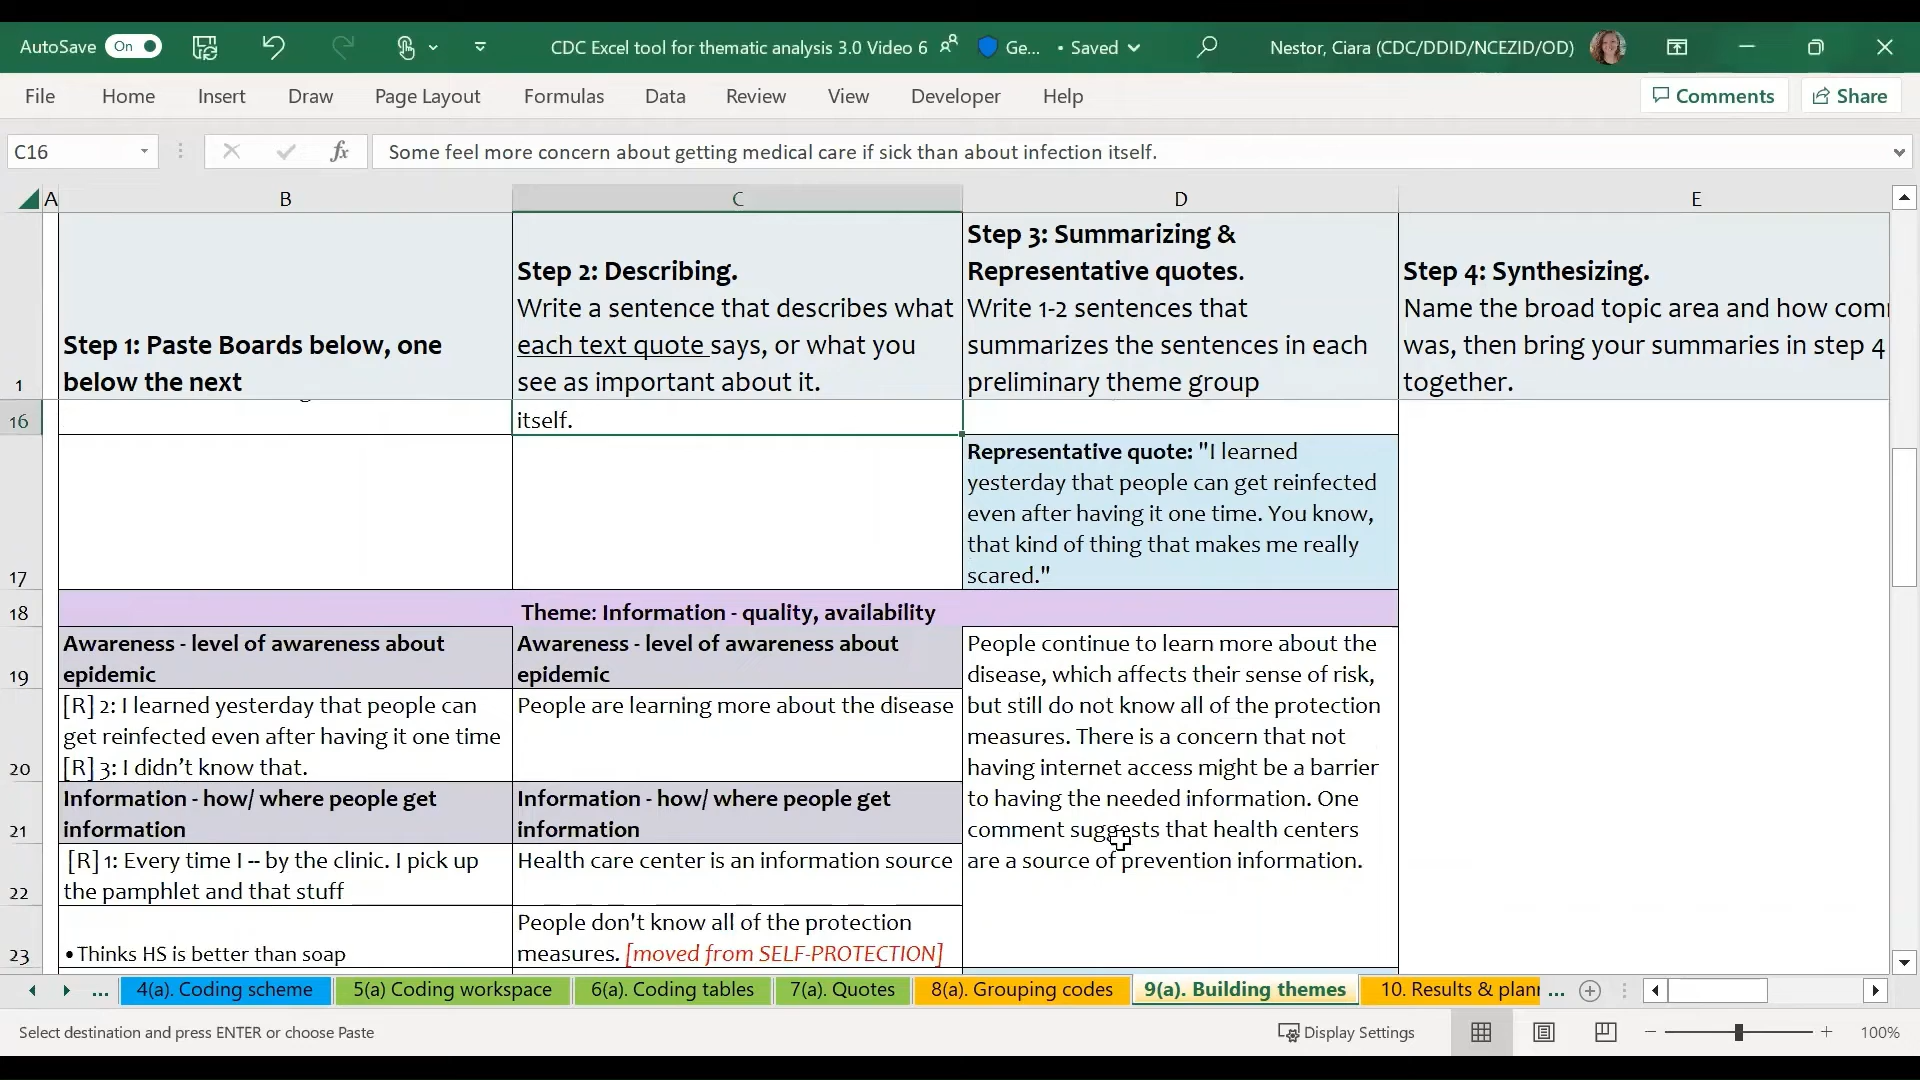 AutoSave On CDC Excel tool for thematic analysis 3.0 Video 6 Ge... • Saved Nestor, Ciara (CDC/DDID/NCEZID/OD)
File Home Insert Draw Page Layout Formulas Data Review View Developer Help Comments Share
C16 fx Some feel more concern about getting medical care if sick than about infection itself.
A B C D E
1
Step 1: Paste Boards below, one
below the next
Step 2: Describing.
Write a sentence that describes what
each text quote says, or what you
see as important about it.
Step 3: Summarizing &
Representative quotes.
Write 1-2 sentences that
summarizes the sentences in each
preliminary theme group
Step 4: Synthesizing.
Name the broad topic area and how com
was, then bring your summaries in step 4
together.
16
itself.
17
Representative quote: "I learned
yesterday that people can get reinfected
even after having it one time. You know,
that kind of thing that makes me really
scared."
18
Theme: Information - quality, availability
19
Awareness - level of awareness about
epidemic
Awareness - level of awareness about
epidemic
People continue to learn more about the
disease, which affects their sense of risk,
but still do not know all of the protection
measures. There is a concern that not
having internet access might be a barrier
to having the needed information. One
comment suggests that health centers
are a source of prevention information.
20
[R] 2: I learned yesterday that people can
get reinfected even after having it one time
[R] 3: I didn’t know that.
People are learning more about the disease
21
Information - how/ where people get
information
Information - how/ where people get
information
22
[R] 1: Every time I -- by the clinic. I pick up
the pamphlet and that stuff
Health care center is an information source
23
• Thinks HS is better than soap
People don't know all of the protection
measures. [moved from SELF-PROTECTION]
... 4(a). Coding scheme 5(a) Coding workspace 6(a). Coding tables 7(a). Quotes 8(a). Grouping codes 9(a). Building themes 10. Results & plan ...
Select destination and press ENTER or choose Paste Display Settings 100%